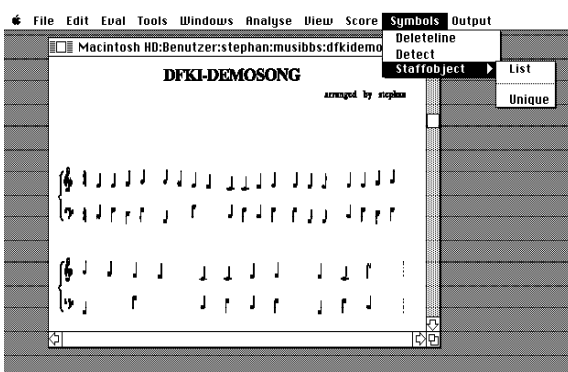 File Edit Eval Tools Windows Analyse View Score Symbols Output
Deleteline
Detect
Staffobject
List
Unique
Macintosh HD:Benutzer:stephan:musibbs:dfkidemo
DFKI-DEMOSONG
arranged by stephan